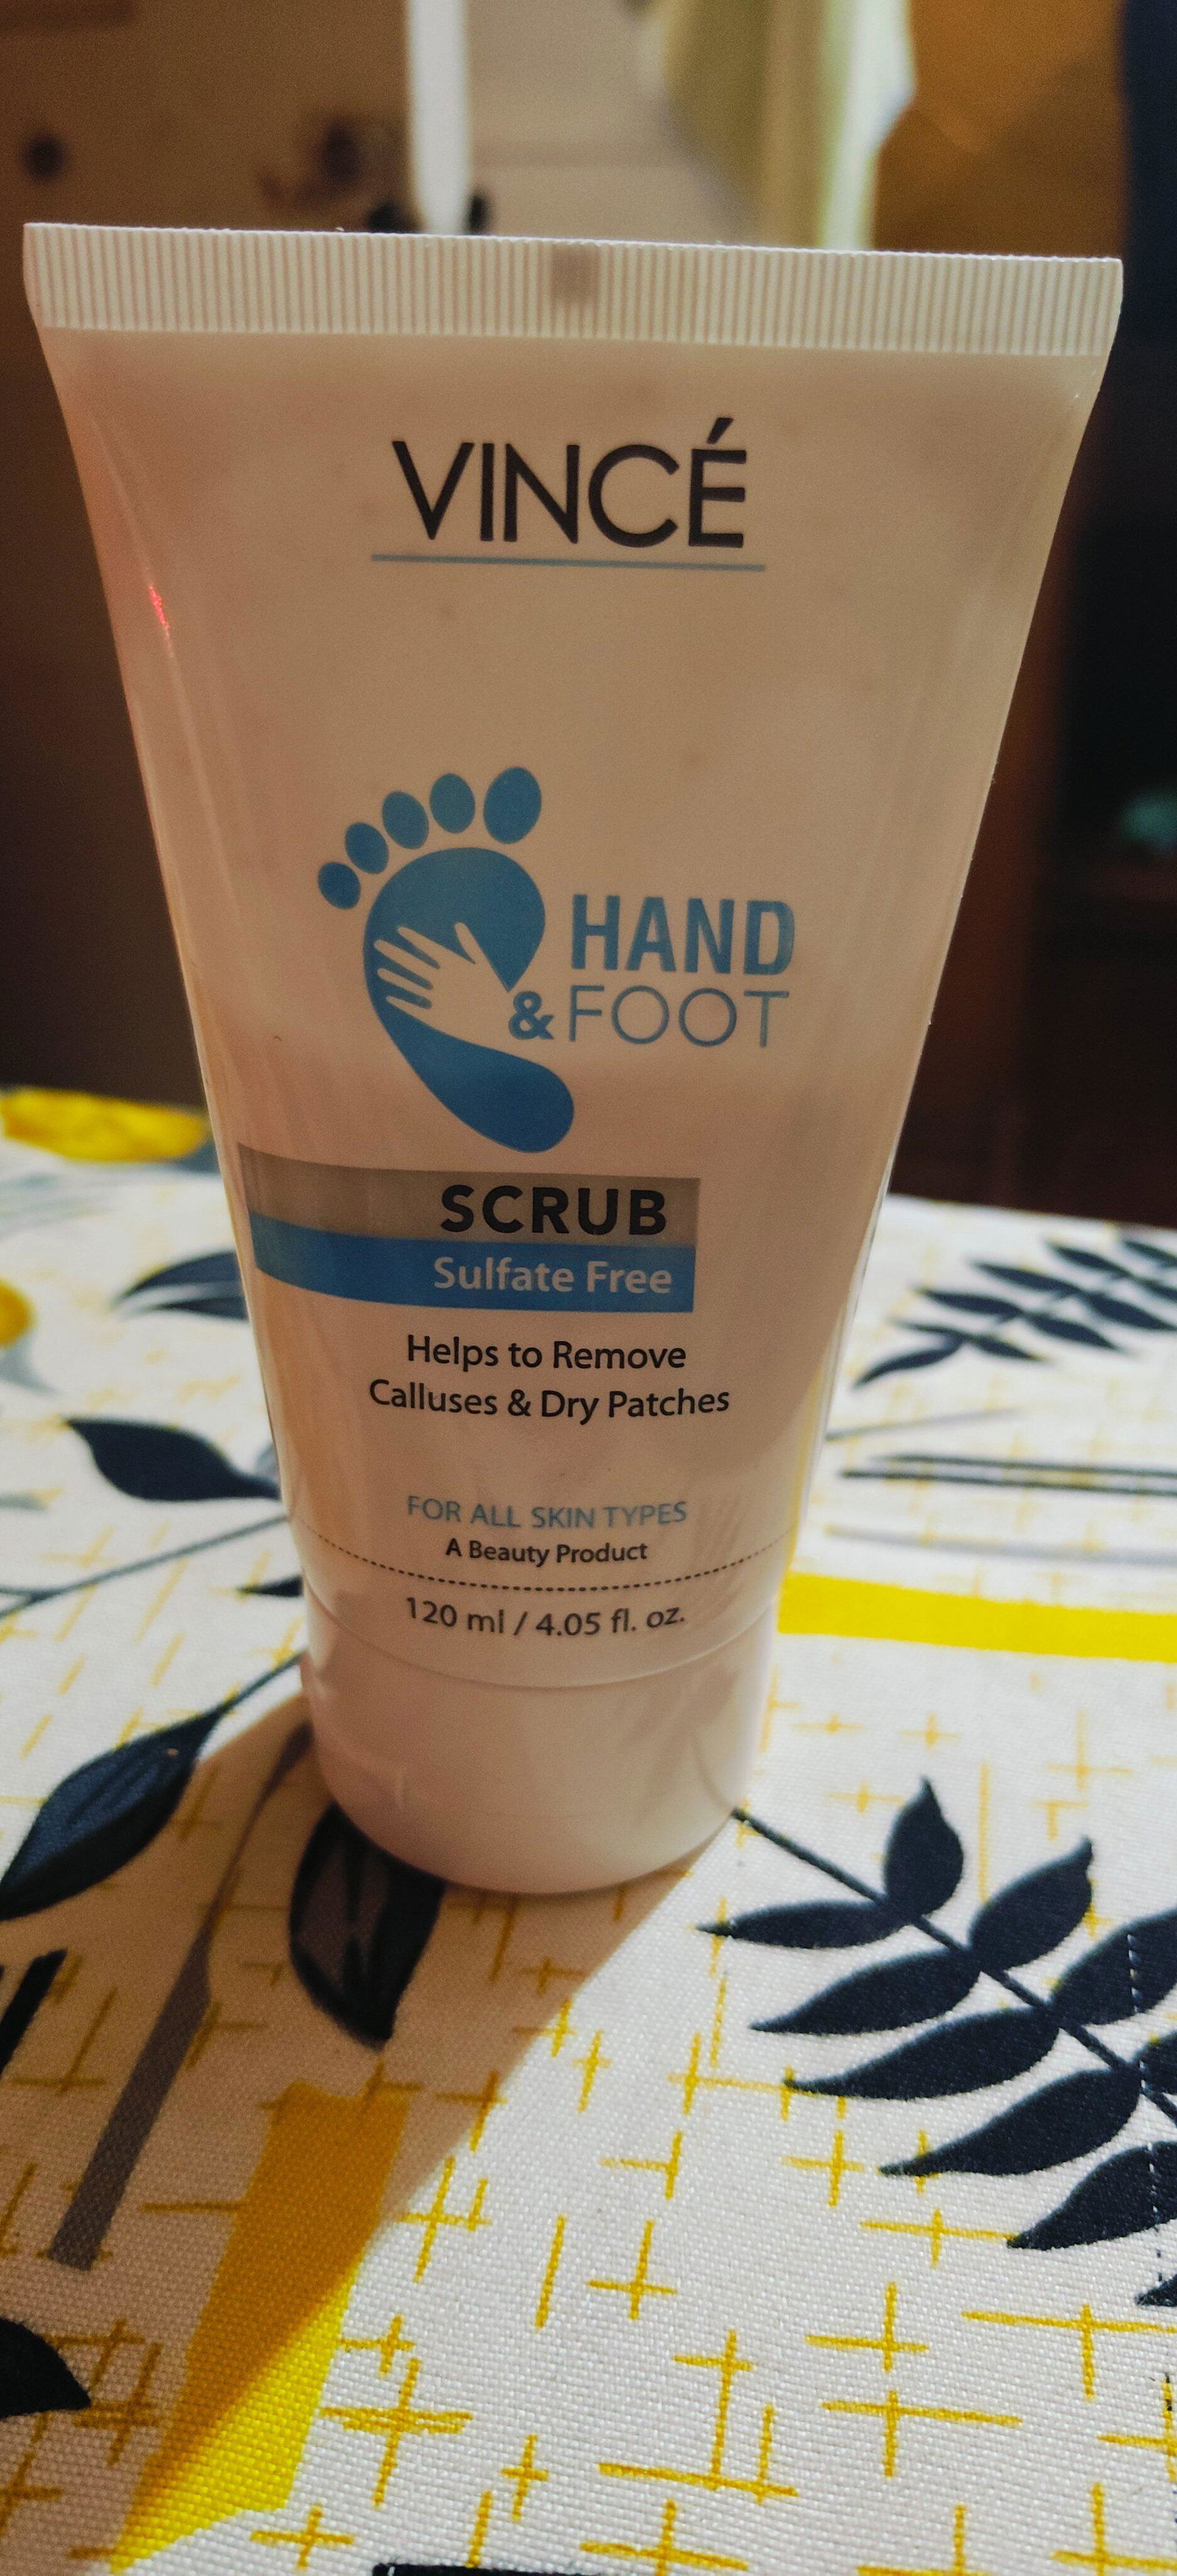 VINCÉ
HAND
& FOOT
SCRUB
Sulfate Free
Helps to Remove
Calluses & Dry Patches
FOR ALL SKIN TYPES
A Beauty Product
120 ml / 4.05 fl. oz.